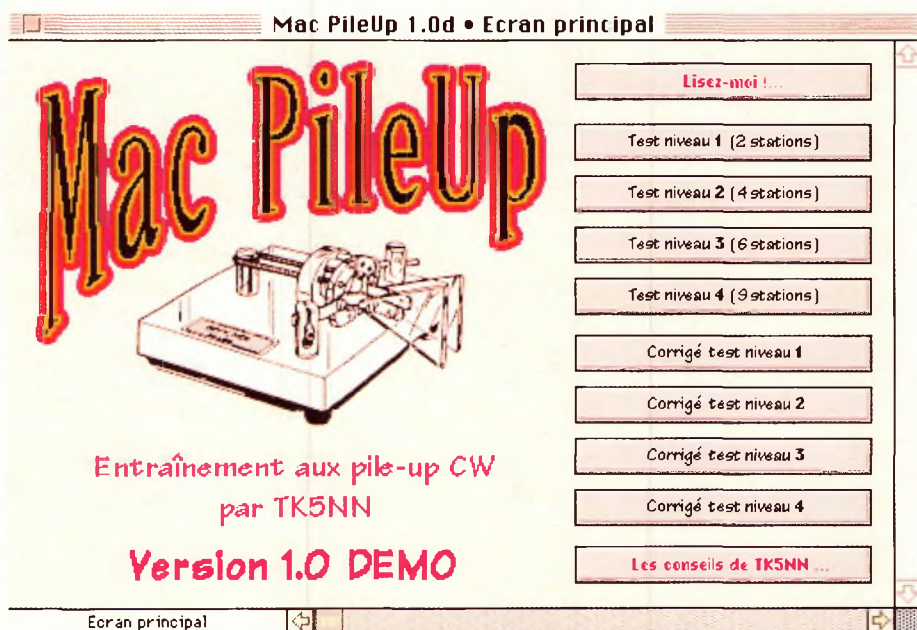 Mac PileUp 1.0d • Ecran principal
Mac PileUp
Entraînement aux pile-up CW
par TK5NN
Version 1.0 DEMO
Lisez-moi !...
Test niveau 1 (2 stations)
Test niveau 2 (4 stations)
Test niveau 3 (6 stations)
Test niveau 4 (9 stations)
Corrigé test niveau 1
Corrigé test niveau 2
Corrigé test niveau 3
Corrigé test niveau 4
Les conseils de TK5NN ...
Ecran principal